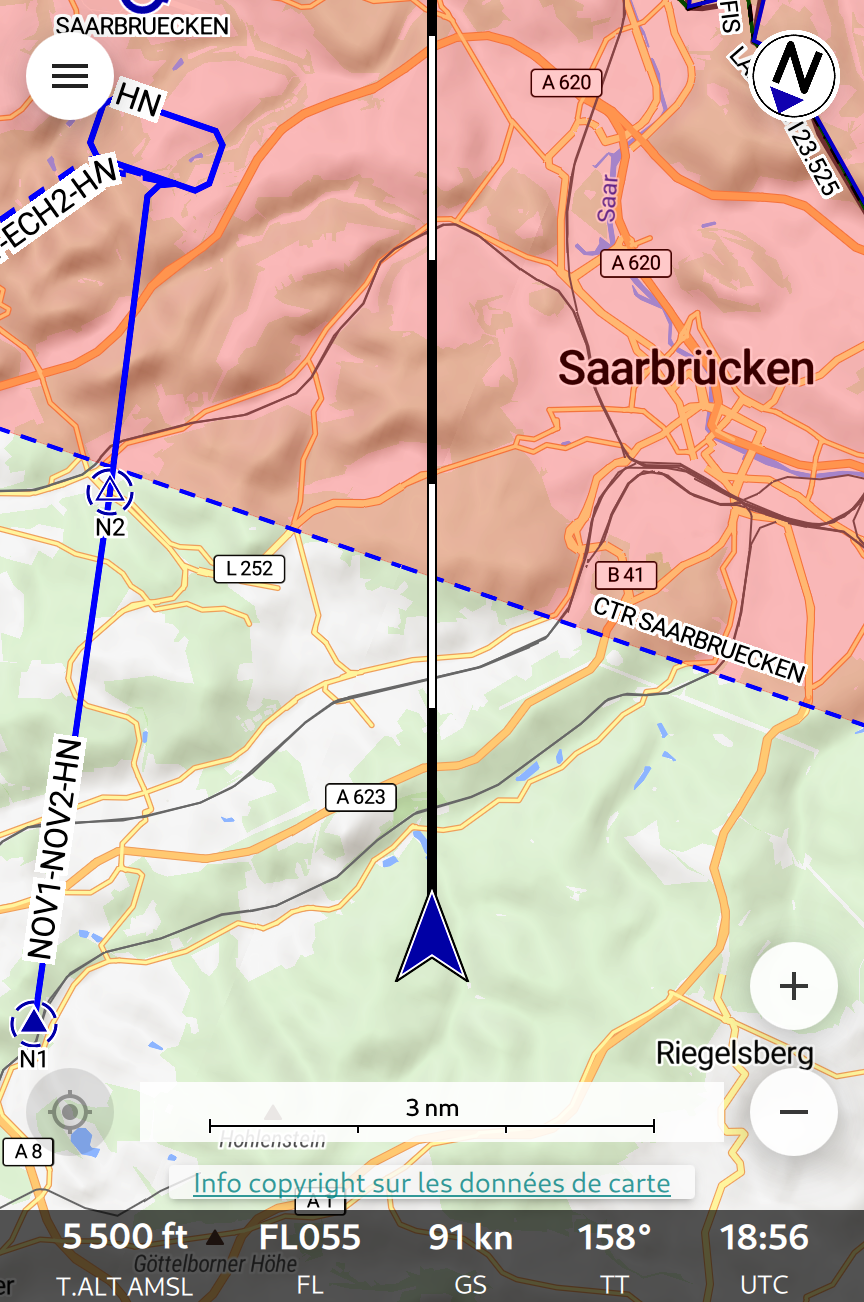 SAARBRUECKEN
FIS
HN
A 620
123.525
-ECH2-HN
Saar
A 620
Saarbrücken
N2
L 252
B 41
CTR SAARBRUECKEN
NOV1-NOV2-HN
A 623
N1
Riegelsberg
3 nm
Hohlenstein
A 8
Info copyright sur les données de carte
A 1
5 500 ft
FL055
91 kn
158°
18:56
Göttelborner Höhe
er
T.ALT AMSL
FL
GS
TT
UTC